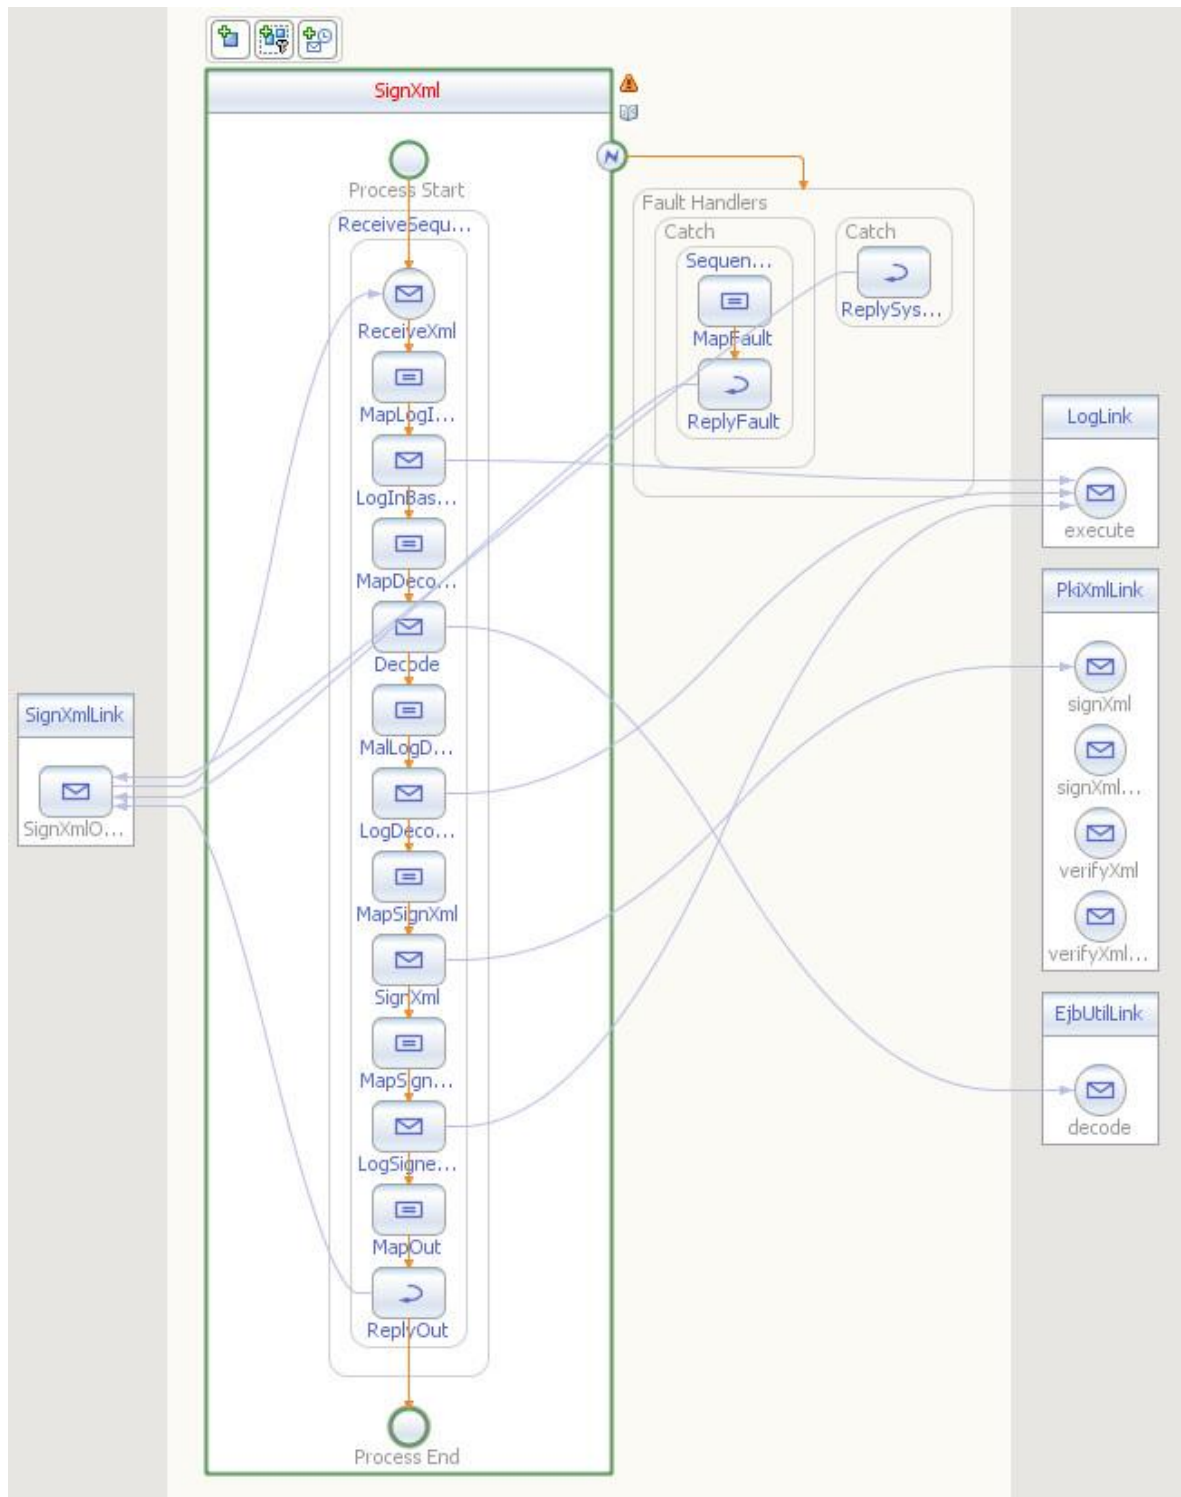 SignXml
Process Start
ReceiveSequ...
ReceiveXml
MapLogI...
LogInBas...
MapDeco...
Decode
MalLogD...
LogDeco...
MapSignXml
SignXml
MapSign...
LogSigne...
MapOut
ReplyOut
Process End
Fault Handlers
Catch
Sequen...
MapFault
ReplyFault
Catch
ReplySys...
SignXmlLink
SignXmlO...
LogLink
execute
PkiXmlLink
signXml
signXml...
verifyXml
verifyXml...
EjbUtilLink
decode